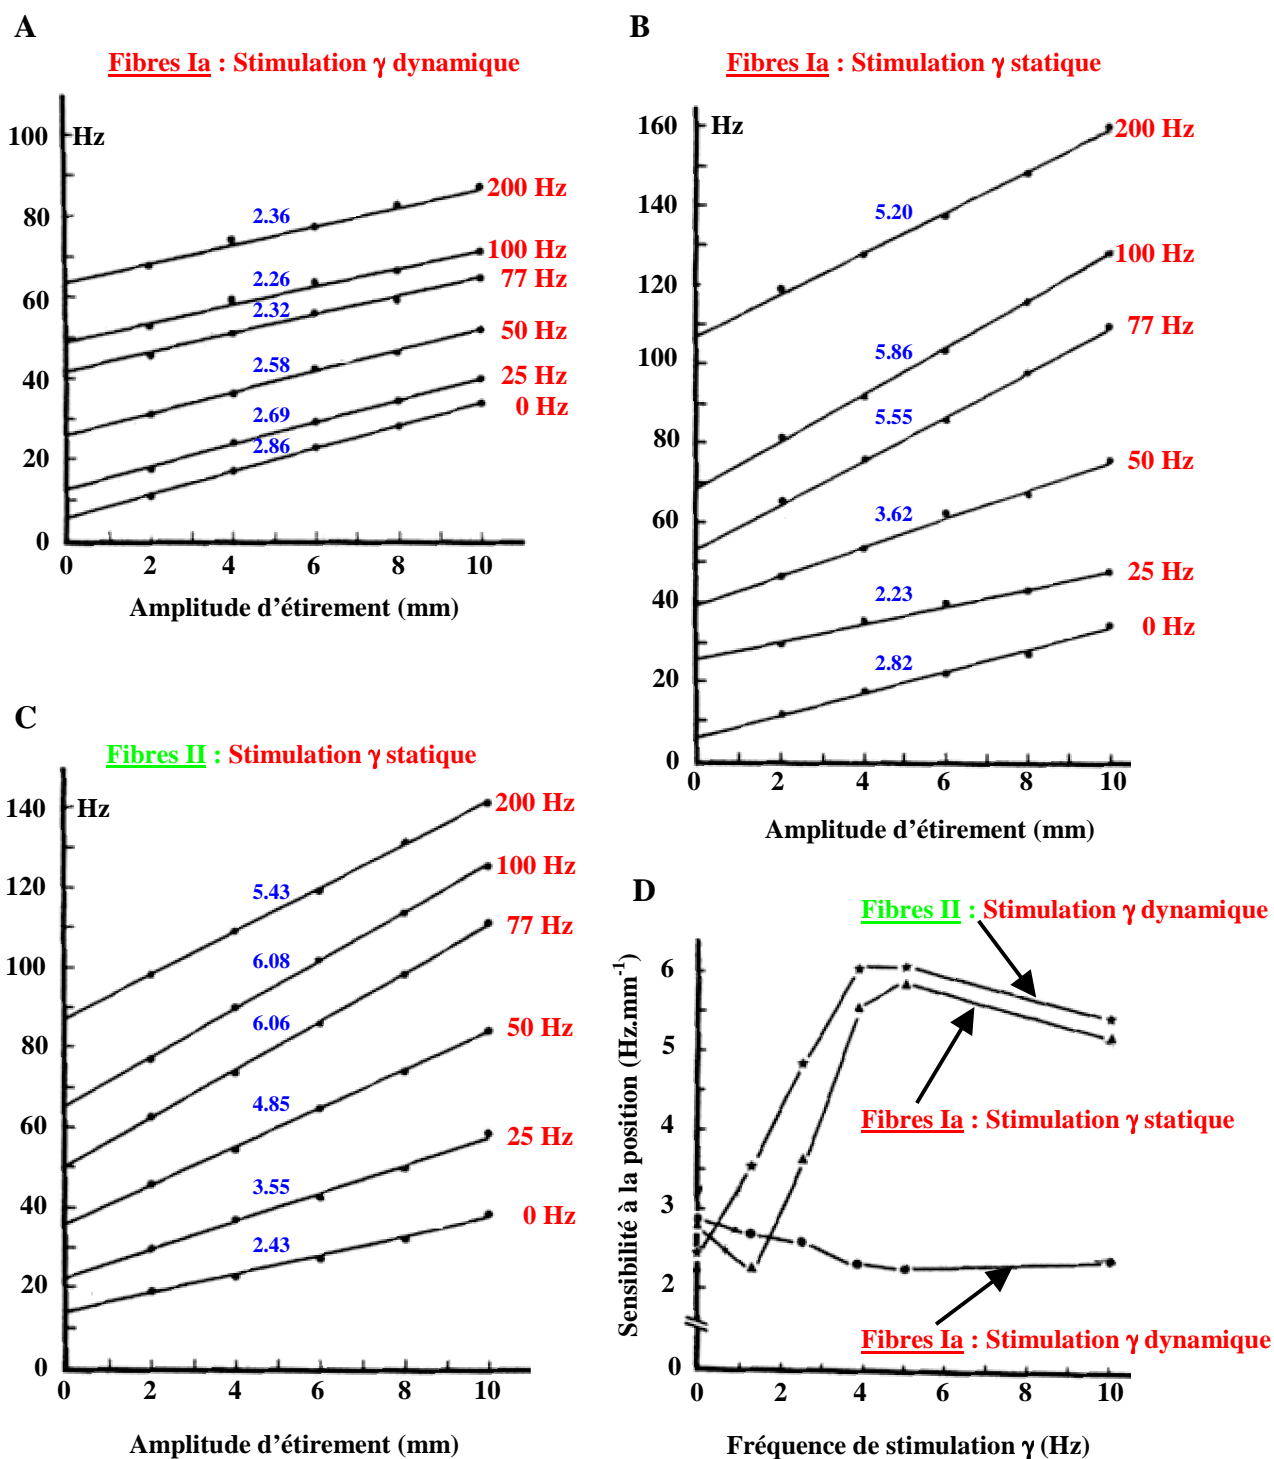 A
Fibres Ia : Stimulation γ dynamique
100
Hz
80
60
40
20
0
200 Hz
100 Hz
77 Hz
50 Hz
25 Hz
0 Hz
2.36
2.26
2.32
2.58
2.69
2.86
0 2 4 6 8 10
Amplitude d’étirement (mm)
B
Fibres Ia : Stimulation γ statique
160
Hz
140
120
100
80
60
40
20
0
200 Hz
100 Hz
77 Hz
50 Hz
25 Hz
0 Hz
5.20
5.86
5.55
3.62
2.23
2.82
0 2 4 6 8 10
Amplitude d’étirement (mm)
C
Fibres II : Stimulation γ statique
140
Hz
120
100
80
60
40
20
0
200 Hz
100 Hz
77 Hz
50 Hz
25 Hz
0 Hz
5.43
6.08
6.06
4.85
3.55
2.43
0 2 4 6 8 10
Amplitude d’étirement (mm)
D
Fibres II : Stimulation γ dynamique
Sensibilité à la position (Hz.mm-1)
6
5
4
3
2
0
Fibres Ia : Stimulation γ statique
Fibres Ia : Stimulation γ dynamique
0 2 4 6 8 10
Fréquence de stimulation γ (Hz)